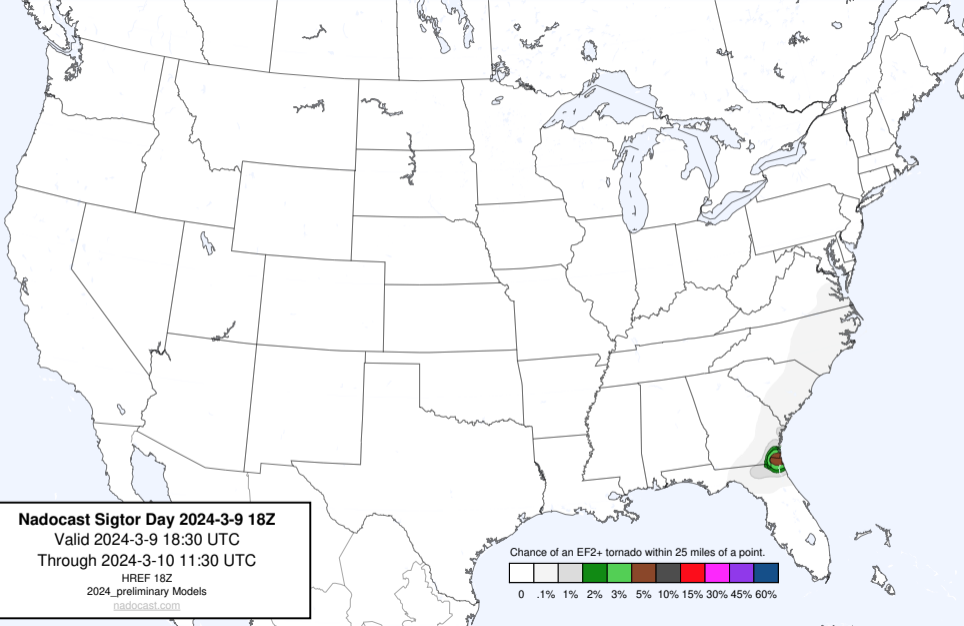 Nadocast Sigtor Day 2024-3-9 18Z
Valid 2024-3-9 18:30 UTC
Through 2024-3-10 11:30 UTC
HREF 18Z
2024_preliminary Models
nadocast.com
Chance of an EF2+ tornado within 25 miles of a point.
0 .1% 1% 2% 3% 5% 10% 15% 30% 45% 60%